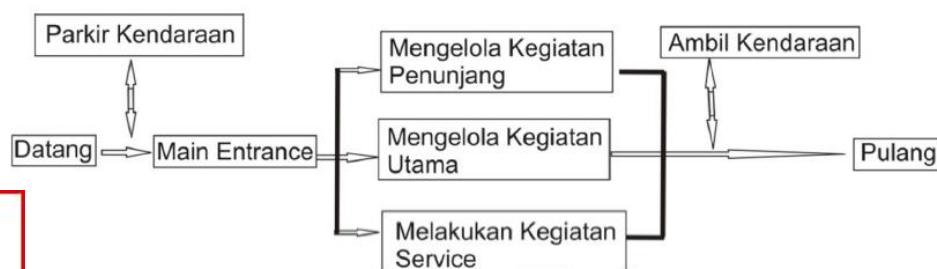 Parkir Kendaraan
Mengelola Kegiatan
Penunjang
Ambil Kendaraan
Datang
Main Entrance
Mengelola Kegiatan
Utama
Pulang
Melakukan Kegiatan
Service